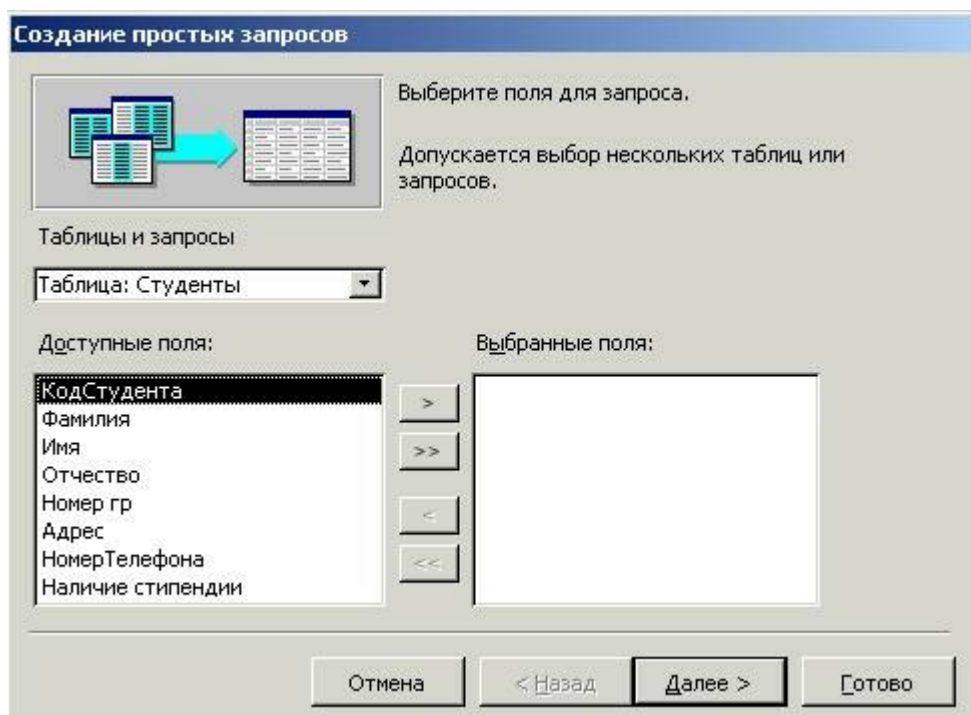 Создание простых запросов
Выберите поля для запроса.
Допускается выбор нескольких таблиц или
запросов.
Таблицы и запросы
Таблица: Студенты
Доступные поля:
Выбранные поля:
КодСтудента
Фамилия
Имя
Отчество
Номер гр
Адрес
НомерТелефона
Наличие стипендии
>
>>
<
<<
Отмена
< Назад
Далее >
Готово